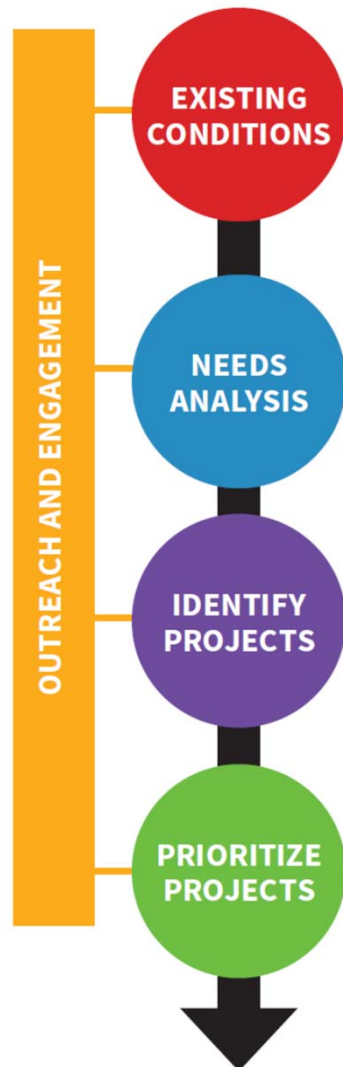 OUTREACH AND ENGAGEMENT
EXISTING
CONDITIONS
NEEDS
ANALYSIS
IDENTIFY
PROJECTS
PRIORITIZE
PROJECTS